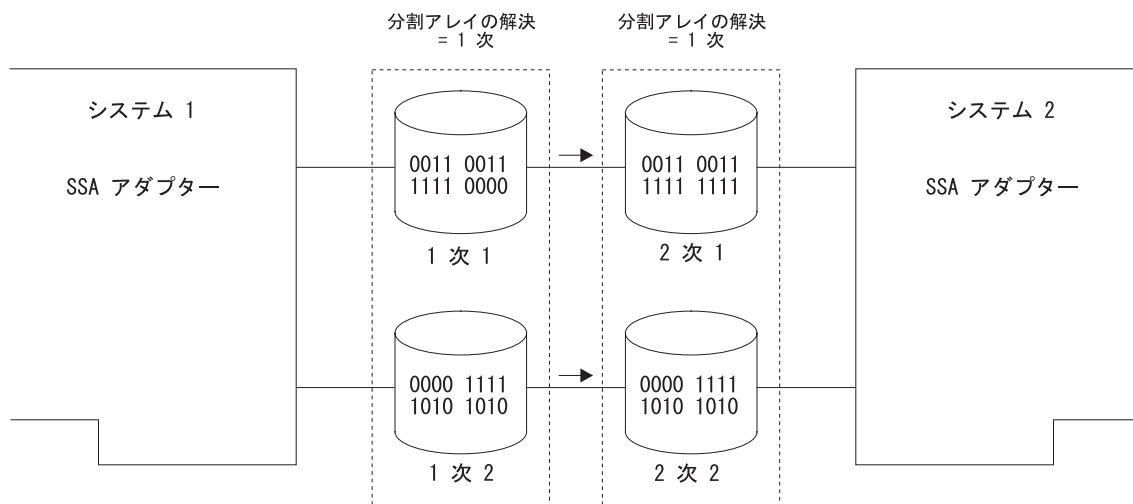 分割アレイの解決
= 1 次
分割アレイの解決
= 1 次
システム 1
SSA アダプター
0011 0011
1111 0000
1 次 1
0011 0011
1111 1111
2 次 1
システム 2
SSA アダプター
0000 1111
1010 1010
1 次 2
0000 1111
1010 1010
2 次 2